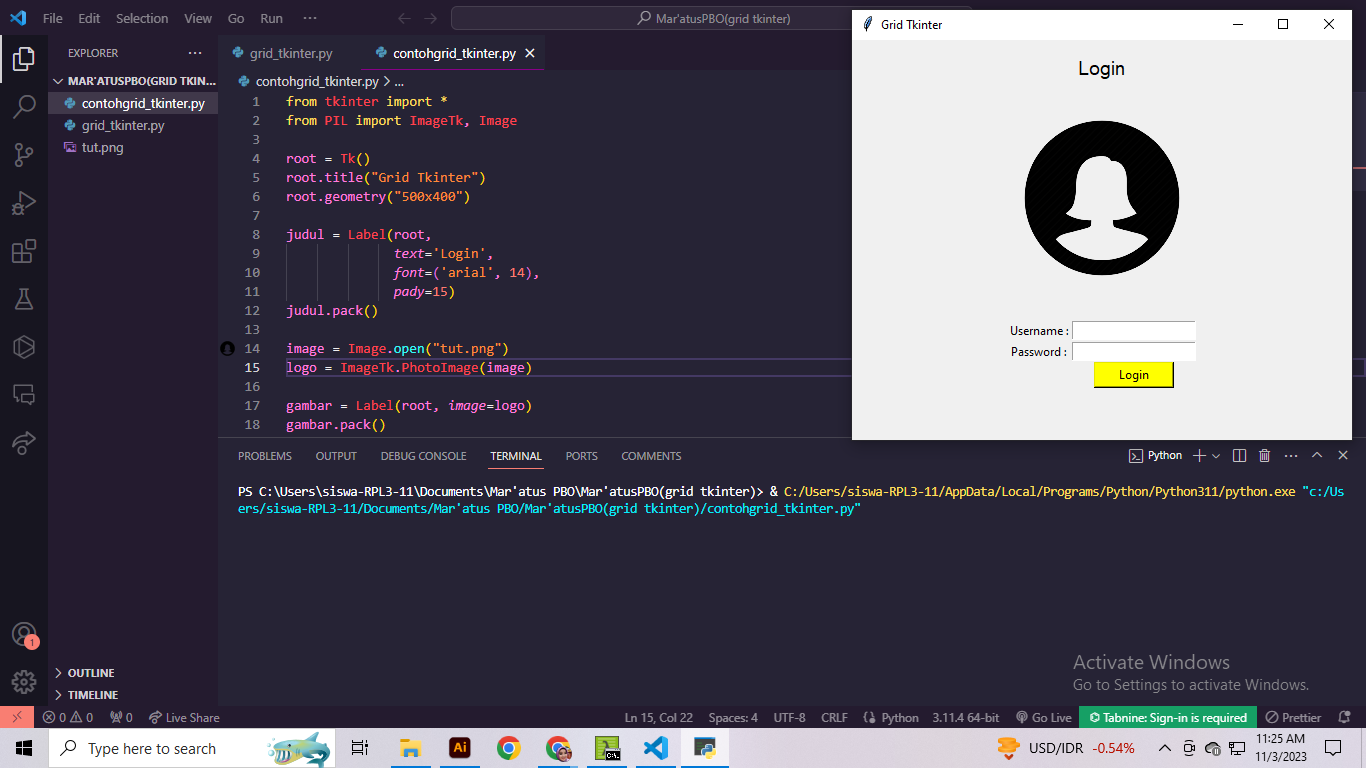 File Edit Selection View Go Run ···
Mar'atusPBO(grid tkinter)
Grid Tkinter
EXPLORER ···
MAR'ATUSPBO(GRID TKIN...
contohgrid_tkinter.py
grid_tkinter.py
tut.png
OUTLINE
TIMELINE
grid_tkinter.py
contohgrid_tkinter.py
contohgrid_tkinter.py > ...
1 from tkinter import *
2 from PIL import ImageTk, Image
3
4 root = Tk()
5 root.title("Grid Tkinter")
6 root.geometry("500x400")
7
8 judul = Label(root,
9 text='Login',
10 font=('arial', 14),
11 pady=15)
12 judul.pack()
13
14 image = Image.open("tut.png")
15 logo = ImageTk.PhotoImage(image)
16
17 gambar = Label(root, image=logo)
18 gambar.pack()
Login
Username :
Password :
Login
PROBLEMS OUTPUT DEBUG CONSOLE TERMINAL PORTS COMMENTS
Python
PS C:\Users\siswa-RPL3-11\Documents\Mar'atus PBO\Mar'atusPBO(grid tkinter)> & C:/Users/siswa-RPL3-11/AppData/Local/Programs/Python/Python311/python.exe "c:/Us
ers/siswa-RPL3-11/Documents/Mar'atus PBO/Mar'atusPBO(grid tkinter)/contohgrid_tkinter.py"
Activate Windows
Go to Settings to activate Windows.
1
0 0 0 Live Share
Ln 15, Col 22 Spaces: 4 UTF-8 CRLF Python 3.11.4 64-bit Go Live Tabnine: Sign-in is required Prettier
Type here to search
Ai
C:\
USD/IDR -0.54%
11:25 AM
11/3/2023